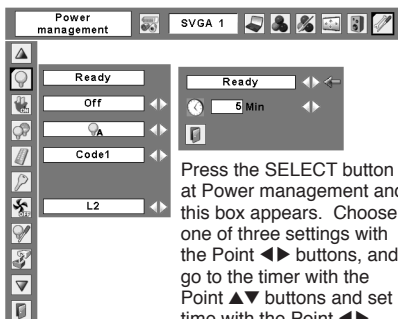 Power
management
SVGA 1
Ready
Off
A
Code1
L2
ON
OFF
Ready
5 Min
Press the SELECT button
at Power management and
this box appears. Choose
one of three settings with
the Point ◀▶ buttons, and
go to the timer with the
Point ▲▼ buttons and set
time with the Point ◀▶